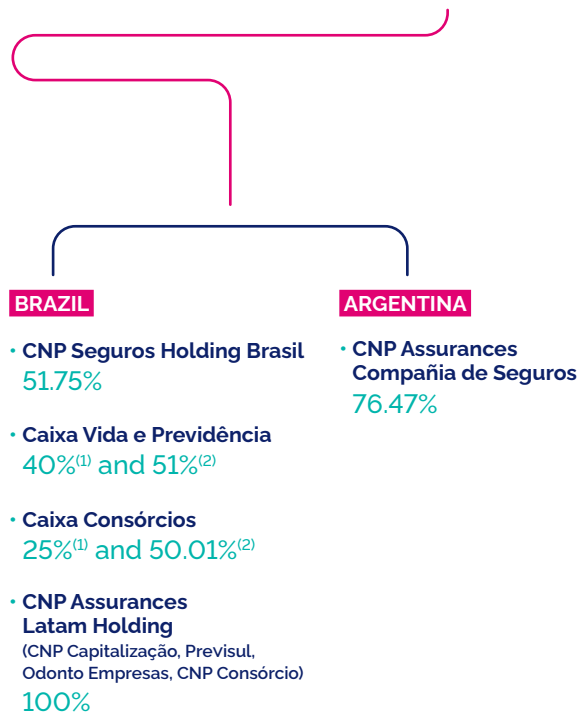 BRAZIL
• CNP Seguros Holding Brasil
51.75%
• Caixa Vida e Previdência
40%(1) and 51%(2)
• Caixa Consórcios
25%(1) and 50.01%(2)
• CNP Assurances
Latam Holding
(CNP Capitalização, Previsul,
Odonto Empresas, CNP Consórcio)
100%
ARGENTINA
• CNP Assurances
Compañia de Seguros
76.47%